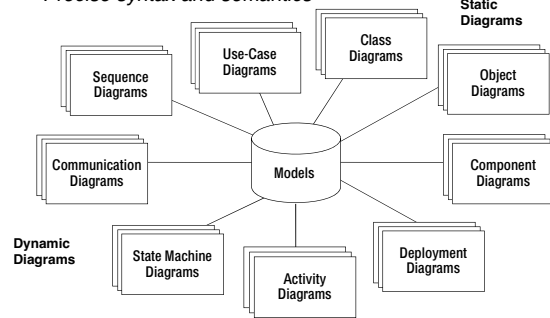 Precise syntax and semantics
Static
Diagrams
Use-Case
Diagrams
Class
Diagrams
Sequence
Diagrams
Object
Diagrams
Communication
Diagrams
Models
Component
Diagrams
Dynamic
Diagrams
State Machine
Diagrams
Activity
Diagrams
Deployment
Diagrams